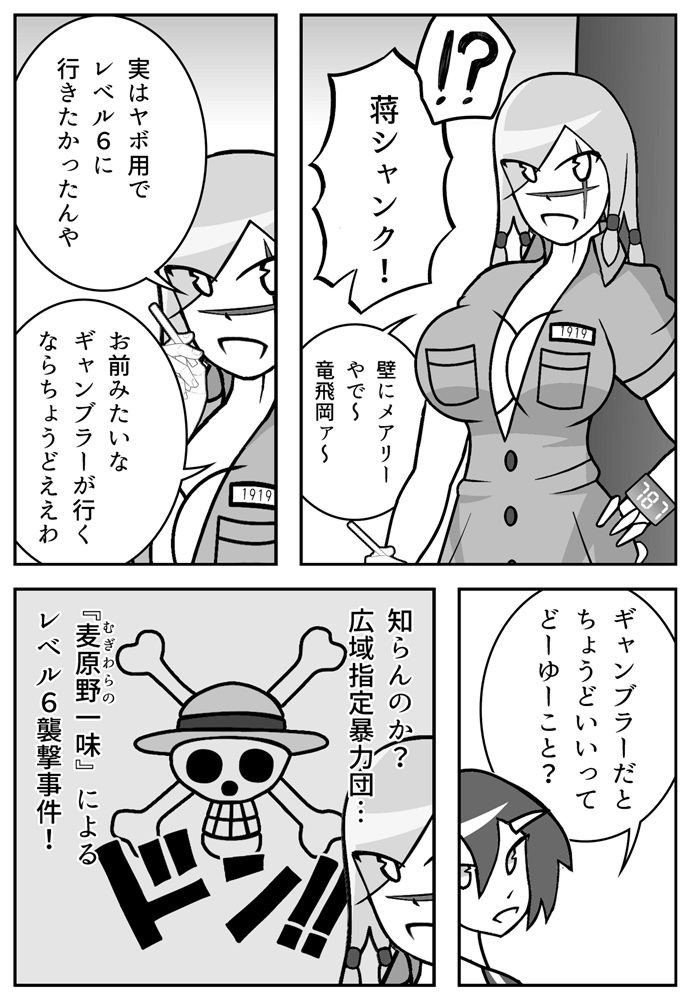 !?
蒋シャンク！
壁にメアリー
やで～
竜飛岡ァ～
1919
787
実はヤボ用で
レベル６に
行きたかったんや
お前みたいな
ギャンブラーが行く
ならちょうどええわ
1919
ギャンブラーだと
ちょうどいいって
どーゆーこと？
知らんのか？
広域指定暴力団…
『麦原野一味』による
むぎわらの
レベル６襲撃事件！
ドン!!